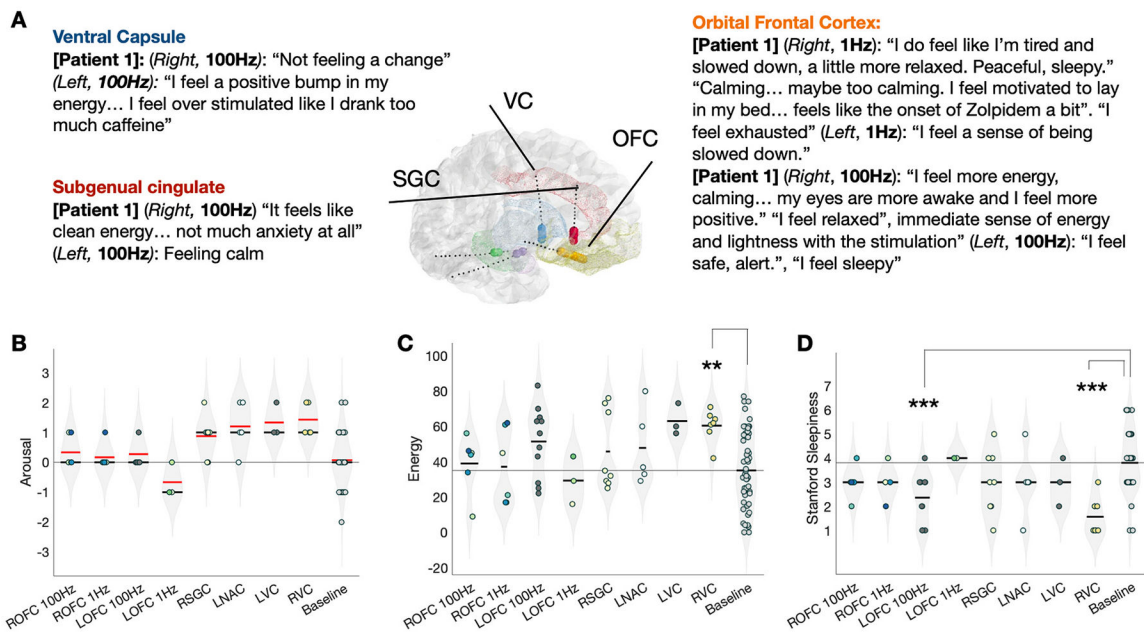 A
Ventral Capsule
[Patient 1]: (Right, 100Hz): “Not feeling a change”
(Left, 100Hz): “I feel a positive bump in my
energy… I feel over stimulated like I drank too
much caffeine”
Subgenual cingulate
[Patient 1] (Right, 100Hz) “It feels like
clean energy… not much anxiety at all”
(Left, 100Hz): Feeling calm
VC
OFC
SGC
Orbital Frontal Cortex:
[Patient 1] (Right, 1Hz): “I do feel like I’m tired and
slowed down, a little more relaxed. Peaceful, sleepy.”
“Calming… maybe too calming. I feel motivated to lay
in my bed… feels like the onset of Zolpidem a bit”. “I
feel exhausted” (Left, 1Hz): “I feel a sense of being
slowed down.”
[Patient 1] (Right, 100Hz): “I feel more energy,
calming… my eyes are more awake and I feel more
positive.” “I feel relaxed”, immediate sense of energy
and lightness with the stimulation” (Left, 100Hz): “I feel
safe, alert.”, “I feel sleepy”
B
Arousal
3
2
1
0
-1
-2
-3
ROFC 100Hz
ROFC 1Hz
LOFC 100Hz
LOFC 1Hz
RSGC
LNAC
LVC
RVC
Baseline
C
Energy
100
80
60
40
20
0
-20
**
ROFC 100Hz
ROFC 1Hz
LOFC 100Hz
LOFC 1Hz
RSGC
LNAC
LVC
RVC
Baseline
D
Stanford Sleepiness
7
6
5
4
3
2
1
***
***
ROFC 100Hz
ROFC 1Hz
LOFC 100Hz
LOFC 1Hz
RSGC
LNAC
LVC
RVC
Baseline